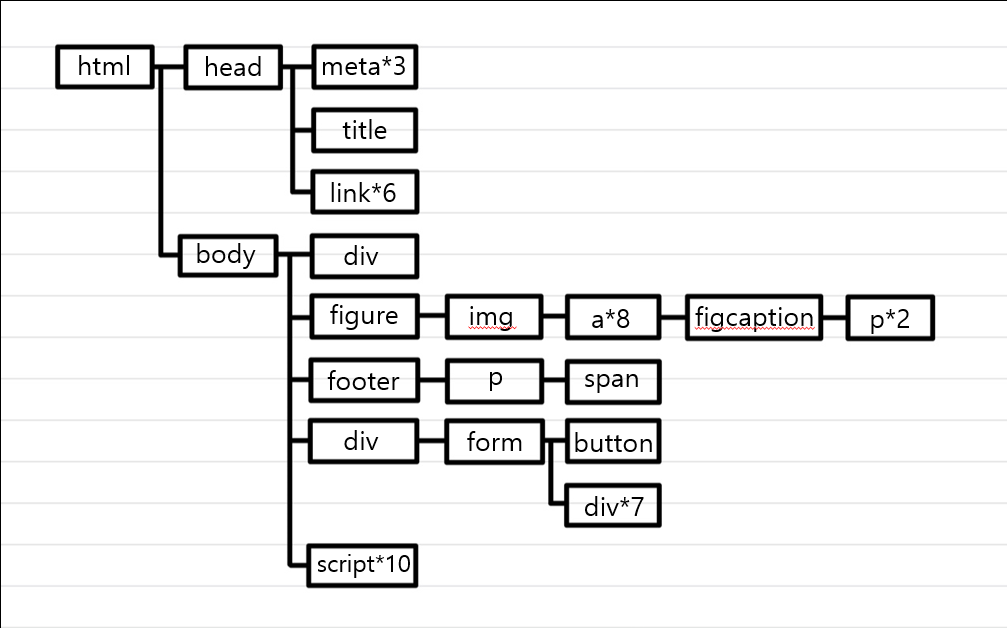 html head meta*3
title
link*6
body div
figure img a*8 figcaption p*2
footer p span
div form button
div*7
script*10